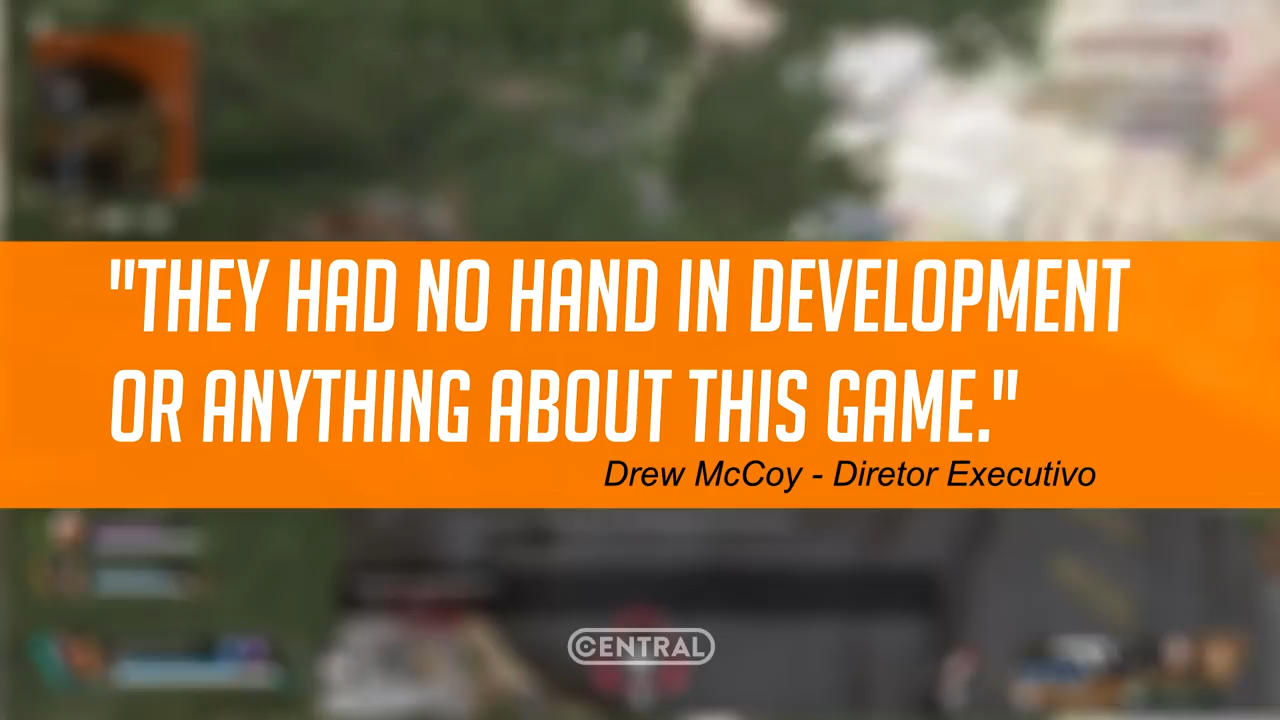 "THEY HAD NO HAND IN DEVELOPMENT
OR ANYTHING ABOUT THIS GAME."
Drew McCoy - Diretor Executivo
CENTRAL